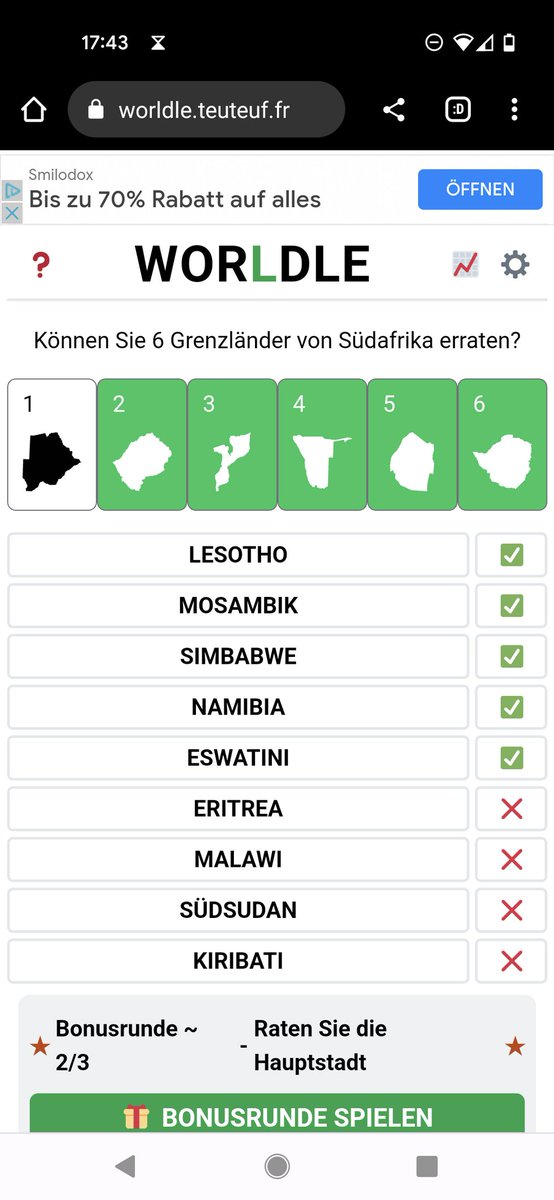 17:43
worldle.teuteuf.fr
:D
Smilodox
Bis zu 70% Rabatt auf alles
ÖFFNEN
? WORLDLE
Können Sie 6 Grenzländer von Südafrika erraten?
1 2 3 4 5 6
LESOTHO
MOSAMBIK
SIMBABWE
NAMIBIA
ESWATINI
ERITREA
MALAWI
SÜDSUDAN
KIRIBATI
Bonusrunde ~ 2/3 - Raten Sie die Hauptstadt
BONUSRUNDE SPIELEN